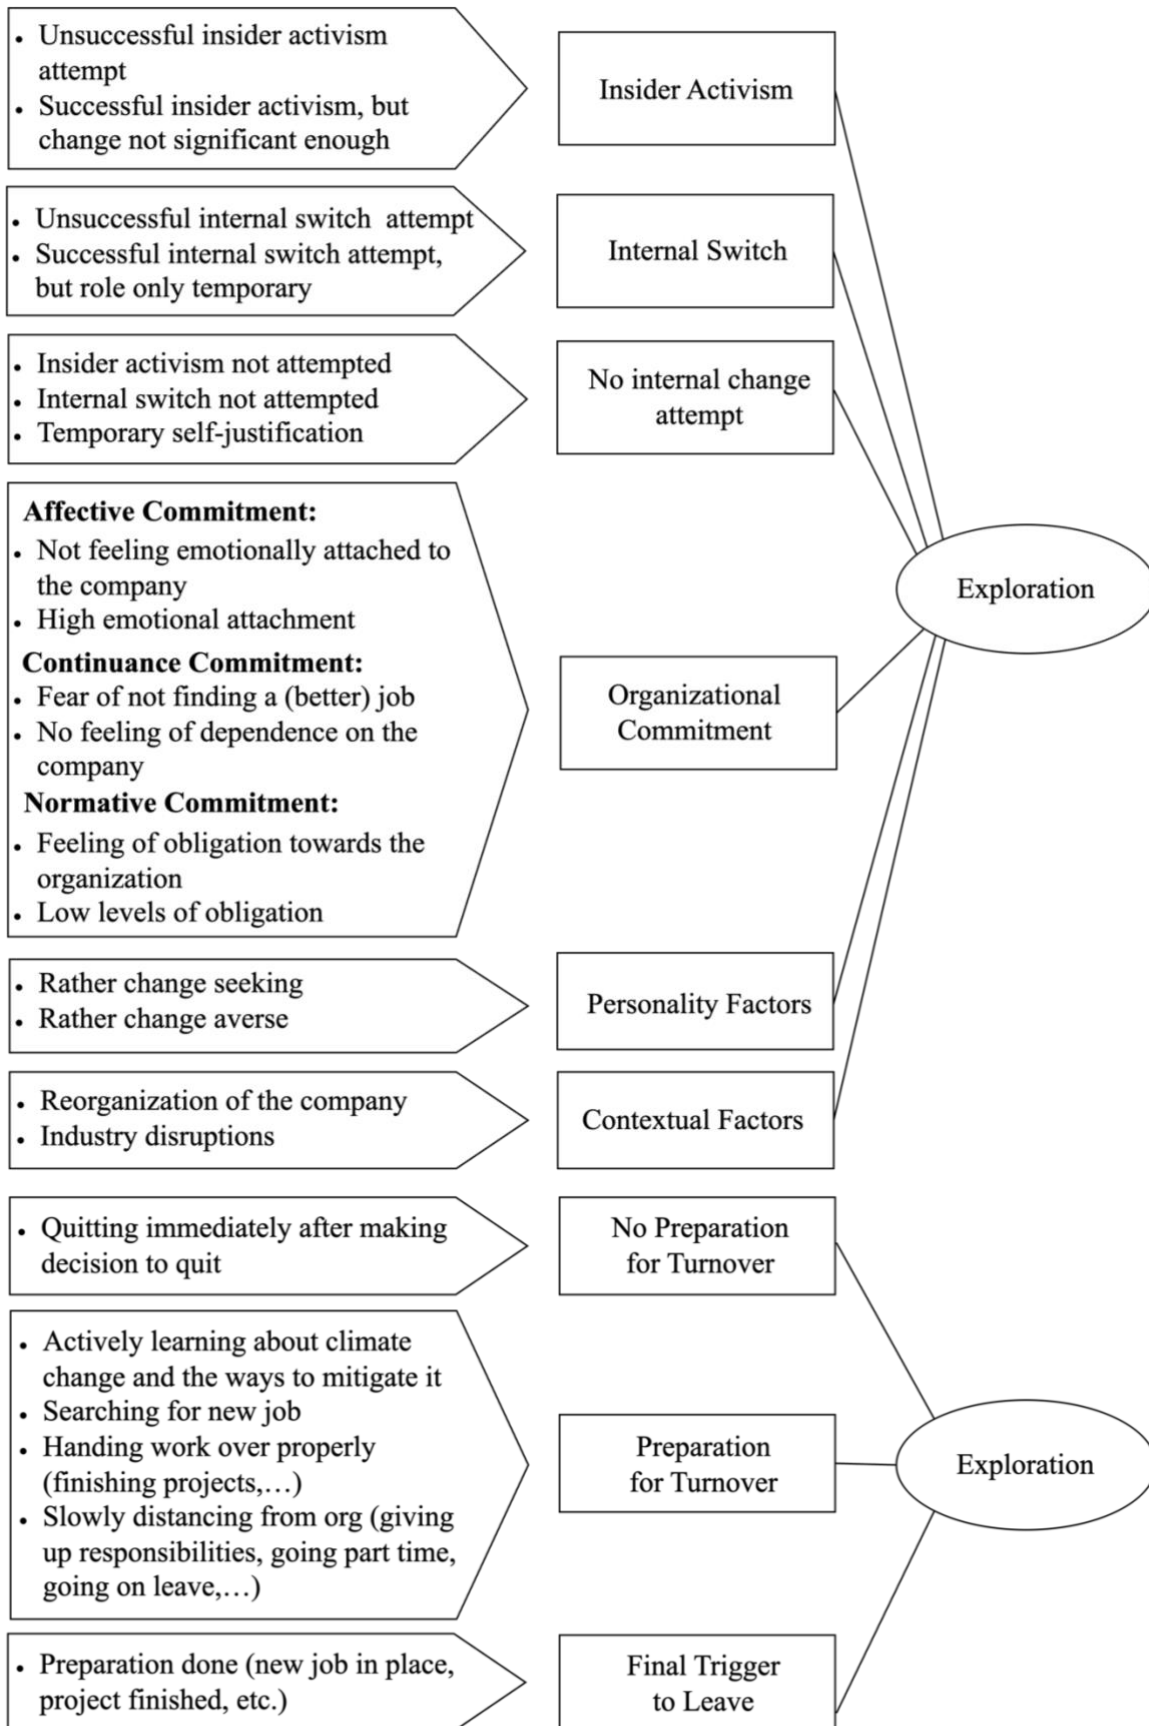 • Unsuccessful insider activism
attempt
• Successful insider activism, but
change not significant enough
Insider Activism
• Unsuccessful internal switch attempt
• Successful internal switch attempt,
but role only temporary
Internal Switch
• Insider activism not attempted
• Internal switch not attempted
• Temporary self-justification
No internal change
attempt
Affective Commitment:
• Not feeling emotionally attached to
the company
• High emotional attachment
Continuance Commitment:
• Fear of not finding a (better) job
• No feeling of dependence on the
company
Normative Commitment:
• Feeling of obligation towards the
organization
• Low levels of obligation
Organizational
Commitment
• Rather change seeking
• Rather change averse
Personality Factors
• Reorganization of the company
• Industry disruptions
Contextual Factors
Exploration
• Quitting immediately after making
decision to quit
No Preparation
for Turnover
• Actively learning about climate
change and the ways to mitigate it
• Searching for new job
• Handing work over properly
(finishing projects,…)
• Slowly distancing from org (giving
up responsibilities, going part time,
going on leave,…)
Preparation
for Turnover
• Preparation done (new job in place,
project finished, etc.)
Final Trigger
to Leave
Exploration